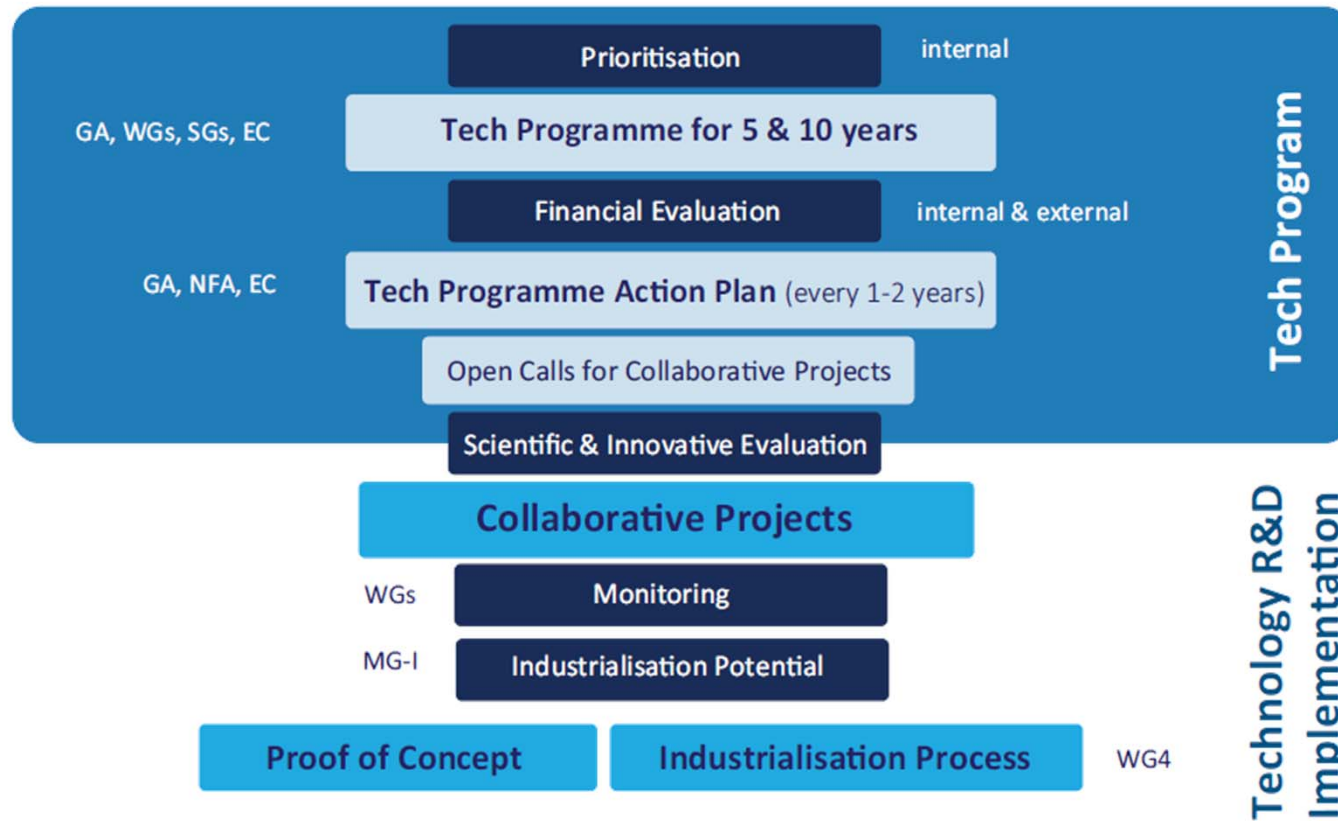 Prioritisation
internal
GA, WGs, SGs, EC
Tech Programme for 5 & 10 years
Financial Evaluation
internal & external
GA, NFA, EC
Tech Programme Action Plan (every 1-2 years)
Open Calls for Collaborative Projects
Scientific & Innovative Evaluation
Tech Program
Collaborative Projects
WGs
Monitoring
MG-I
Industrialisation Potential
Proof of Concept
Industrialisation Process
WG4
Technology R&D
Implementation